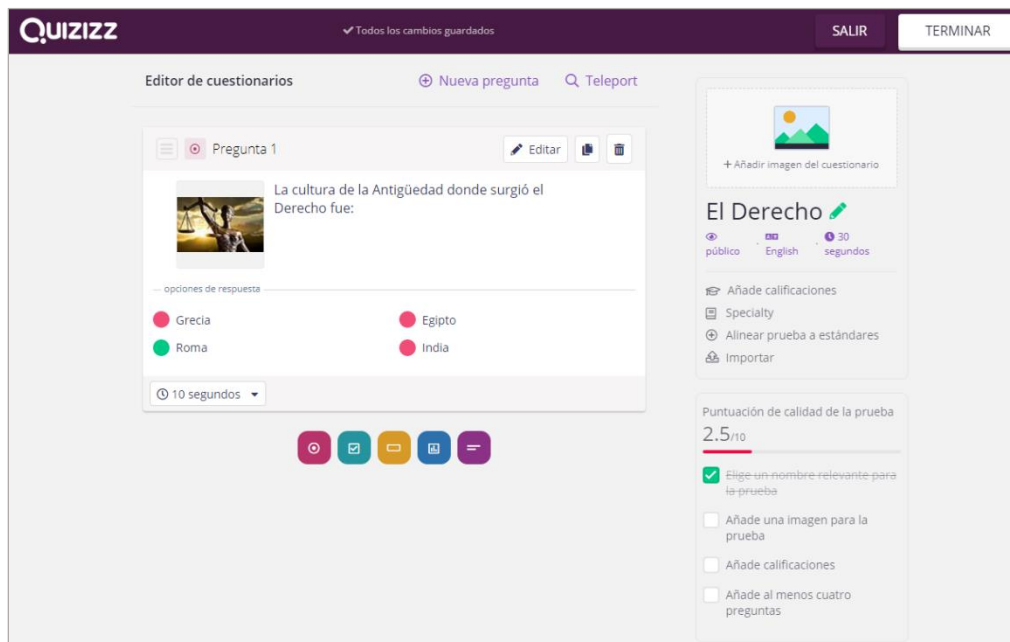 QUIZIZZ
Todos los cambios guardados
SALIR
TERMINAR
Editor de cuestionarios
Nueva pregunta
Teleport
Pregunta 1
Editar
La cultura de la Antigüedad donde surgió el
Derecho fue:
opciones de respuesta
Grecia
Egipto
Roma
India
10 segundos
+ Añadir imagen del cuestionario
El Derecho
público
English
30
segundos
Añade calificaciones
Specialty
Alinear prueba a estándares
Importar
Puntuación de calidad de la prueba
2.5/10
Elige un nombre relevante para
la prueba
Añade una imagen para la
prueba
Añade calificaciones
Añade al menos cuatro
preguntas